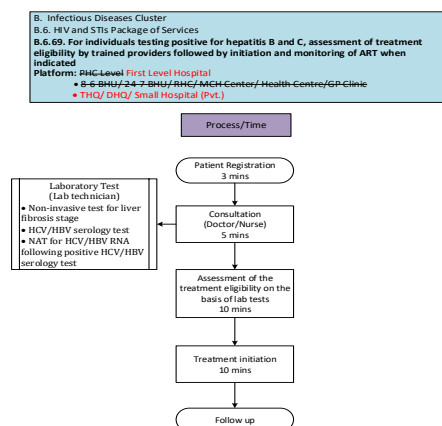 B. Infectious Diseases Cluster
B.6. HIV and STIs Package of Services
B.6.69. For individuals testing positive for hepatitis B and C, assessment of treatment
eligibility by trained providers followed by initiation and monitoring of ART when
indicated
Platform: PHC Level First Level Hospital
• 8-6 BHU/ 24-7 BHU/ RHC/ MCH Center/ Health Centre/GP Clinic
• THQ/ DHQ/ Small Hospital (Pvt.)
Process/Time
Patient Registration
3 mins
Laboratory Test
(Lab technician)
• Non-invasive test for liver
fibrosis stage
• HCV/HBV serology test
• NAT for HCV/HBV RNA
following positive HCV/HBV
serology test
Consultation
(Doctor/Nurse)
5 mins
Assessment of the
treatment eligibility on the
basis of lab tests
10 mins
Treatment initiation
10 mins
Follow up